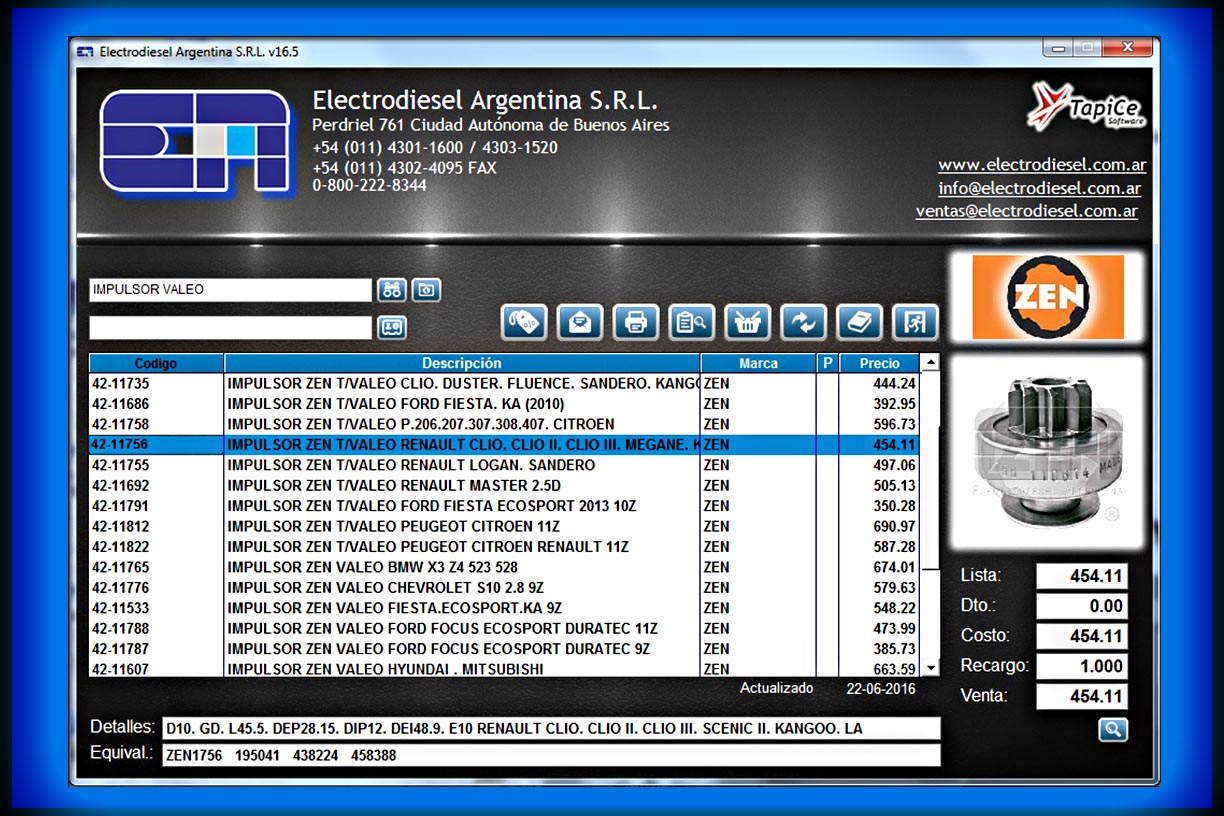 Electrodiesel Argentina S.R.L. v16.5
Electrodiesel Argentina S.R.L.
Perdriel 761 Ciudad Autónoma de Buenos Aires
+54 (011) 4301-1600 / 4303-1520
+54 (011) 4302-4095 FAX
0-800-222-8344
TapiCe
Software
www.electrodiesel.com.ar
info@electrodiesel.com.ar
ventas@electrodiesel.com.ar
IMPULSOR VALEO
ZEN
Codigo Descripción Marca P Precio
42-11735 IMPULSOR ZEN T/VALEO CLIO. DUSTER. FLUENCE. SANDERO. KANGO ZEN 444.24
42-11686 IMPULSOR ZEN T/VALEO FORD FIESTA. KA (2010) ZEN 392.95
42-11758 IMPULSOR ZEN T/VALEO P.206.207.307.308.407. CITROEN ZEN 596.73
42-11756 IMPULSOR ZEN T/VALEO RENAULT CLIO. CLIO II. CLIO III. MEGANE. K ZEN 454.11
42-11755 IMPULSOR ZEN T/VALEO RENAULT LOGAN. SANDERO ZEN 497.06
42-11692 IMPULSOR ZEN T/VALEO RENAULT MASTER 2.5D ZEN 505.13
42-11791 IMPULSOR ZEN T/VALEO FORD FIESTA ECOSPORT 2013 10Z ZEN 350.28
42-11812 IMPULSOR ZEN T/VALEO PEUGEOT CITROEN 11Z ZEN 690.97
42-11822 IMPULSOR ZEN T/VALEO PEUGEOT CITROEN RENAULT 11Z ZEN 587.28
42-11765 IMPULSOR ZEN VALEO BMW X3 Z4 523 528 ZEN 674.01
42-11776 IMPULSOR ZEN VALEO CHEVROLET S10 2.8 9Z ZEN 579.63
42-11533 IMPULSOR ZEN VALEO FIESTA.ECOSPORT.KA 9Z ZEN 548.22
42-11788 IMPULSOR ZEN VALEO FORD FOCUS ECOSPORT DURATEC 11Z ZEN 473.99
42-11787 IMPULSOR ZEN VALEO FORD FOCUS ECOSPORT DURATEC 9Z ZEN 385.73
42-11607 IMPULSOR ZEN VALEO HYUNDAI . MITSUBISHI ZEN 663.59
Actualizado 22-06-2016
Electrodiesel Argentina
®
Lista: 454.11
Dto.: 0.00
Costo: 454.11
Recargo: 1.000
Venta: 454.11
Detalles: D10. GD. L45.5. DEP28.15. DIP12. DEI48.9. E10 RENAULT CLIO. CLIO II. CLIO III. SCENIC II. KANGOO. LA
Equival.: ZEN1756 195041 438224 458388